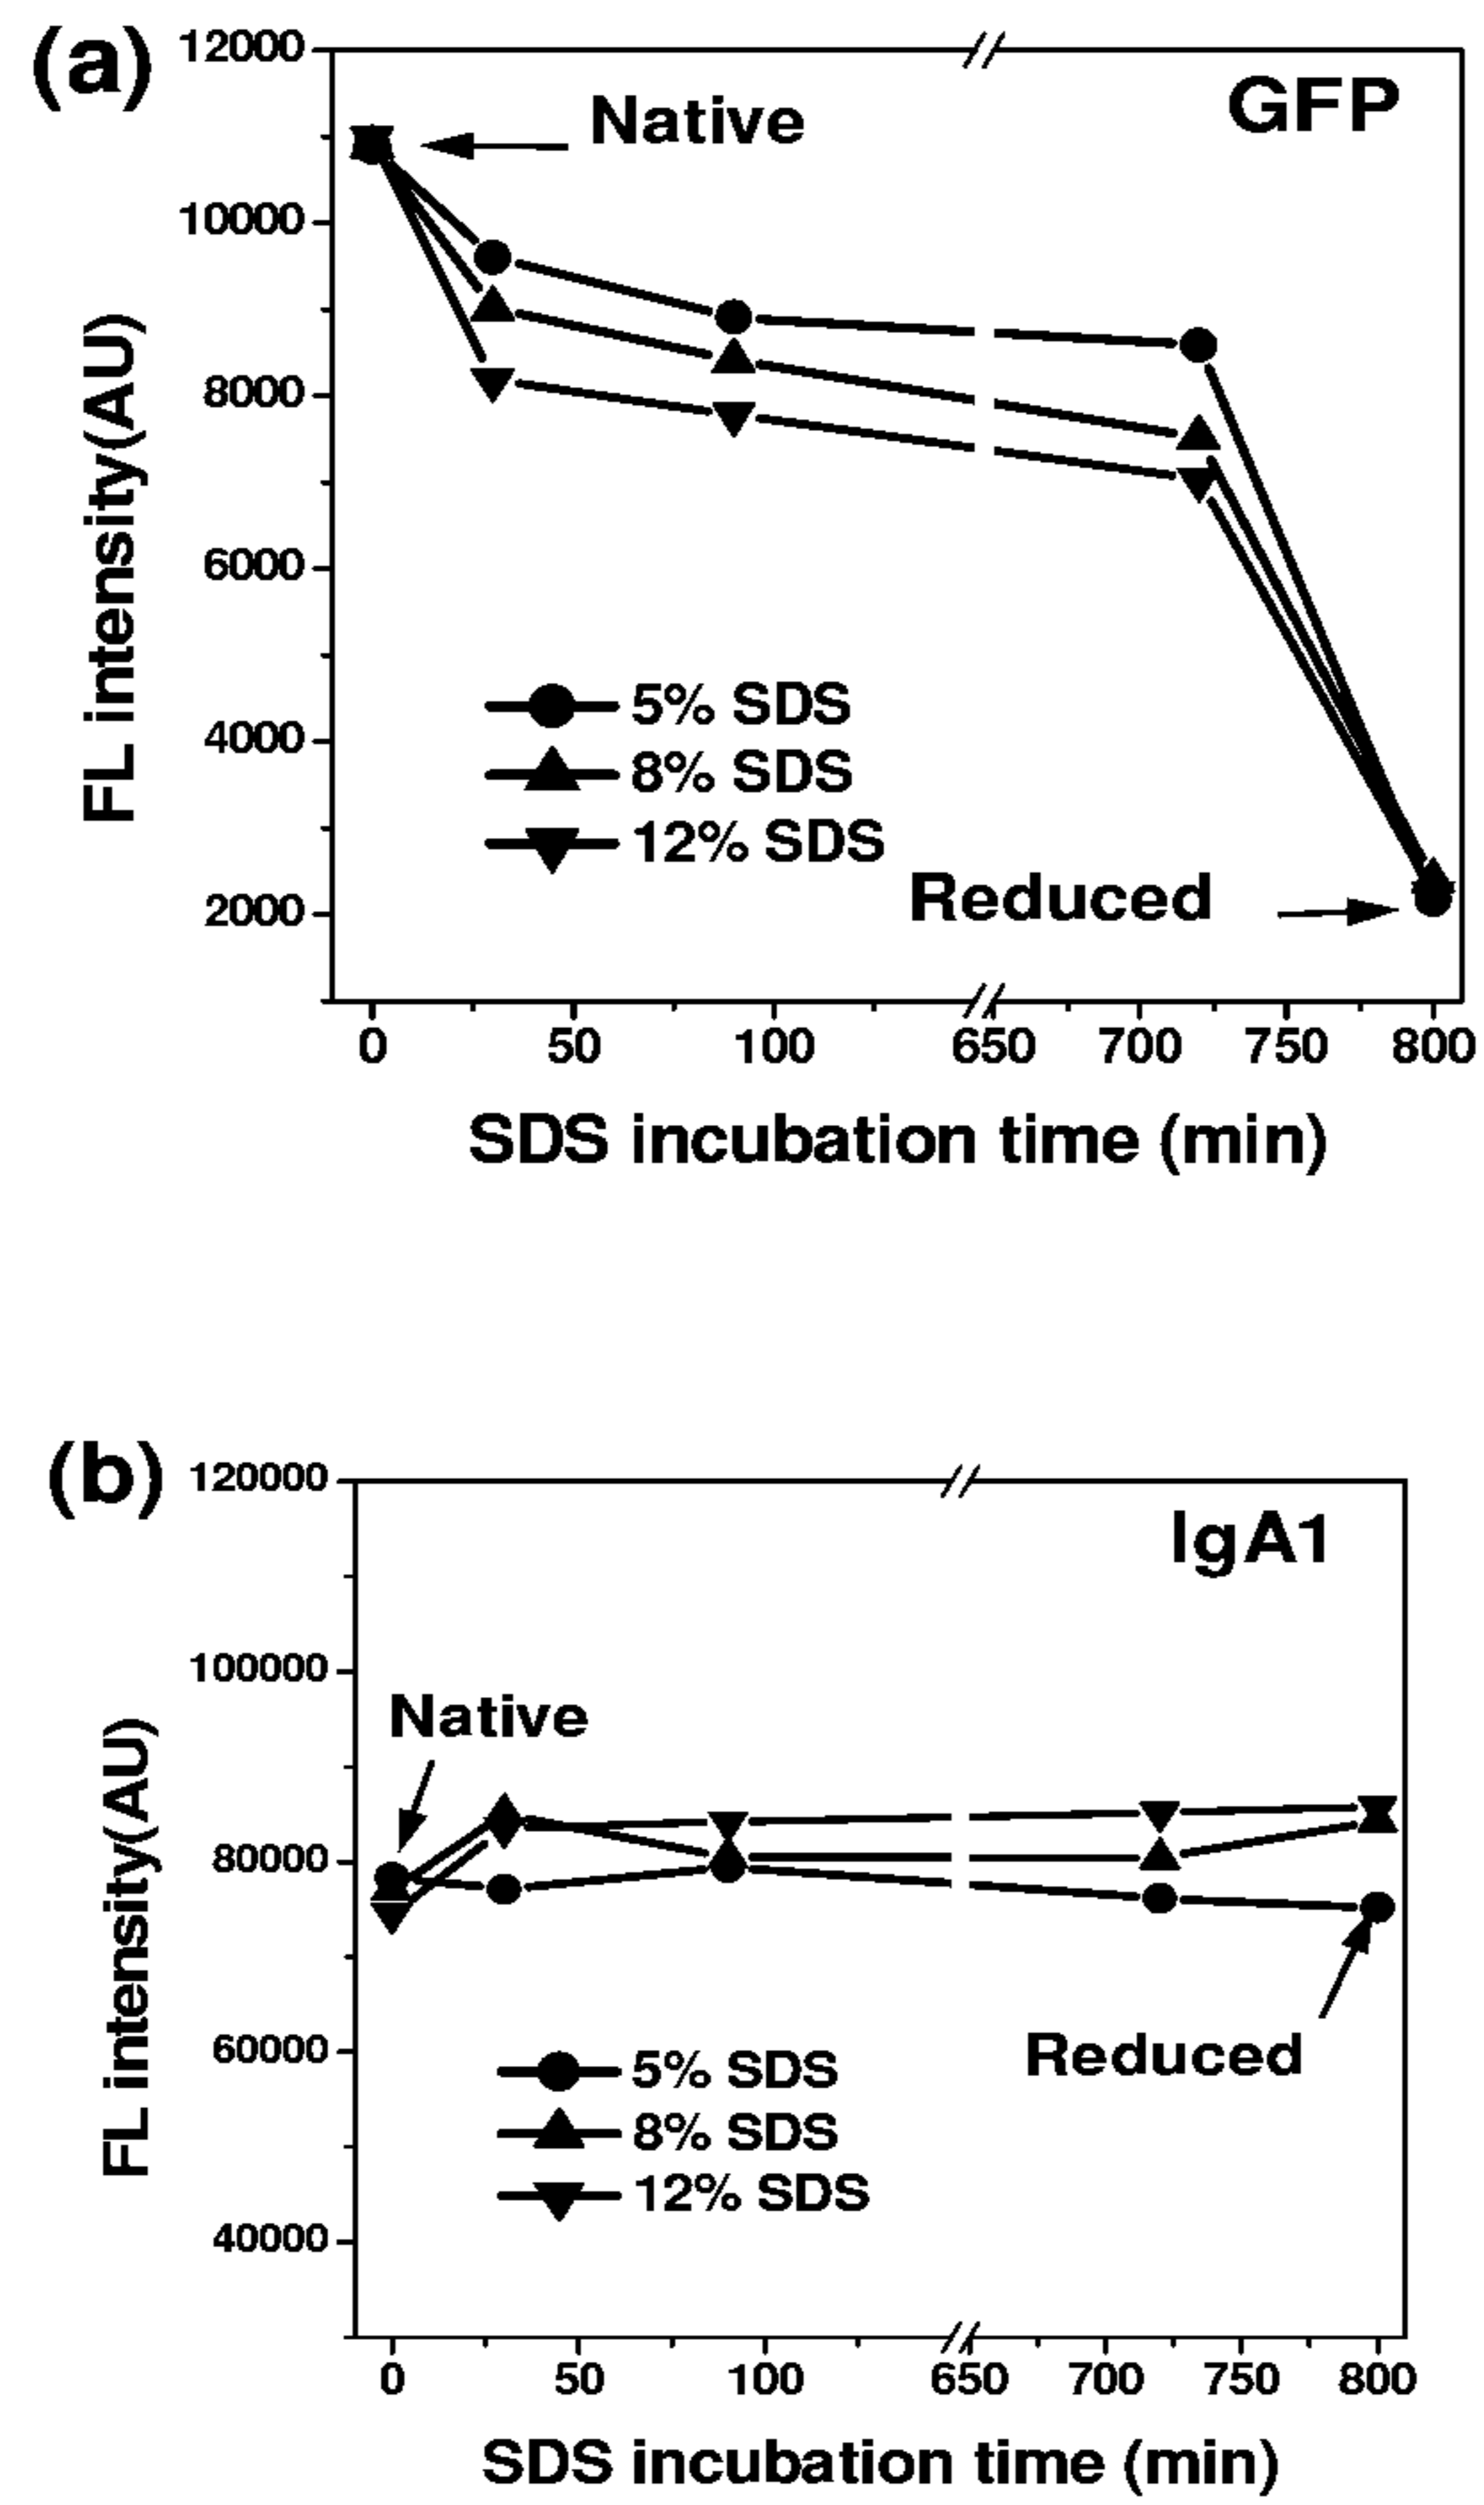 (a)
12000
Native
GFP
10000
8000
6000
4000
2000
FL intensity(AU)
5% SDS
8% SDS
12% SDS
Reduced
0 50 100 650 700 750 800
SDS incubation time (min)
(b)
120000
IgA1
100000
Native
80000
60000
40000
FL intensity(AU)
Reduced
5% SDS
8% SDS
12% SDS
0 50 100 650 700 750 800
SDS incubation time (min)